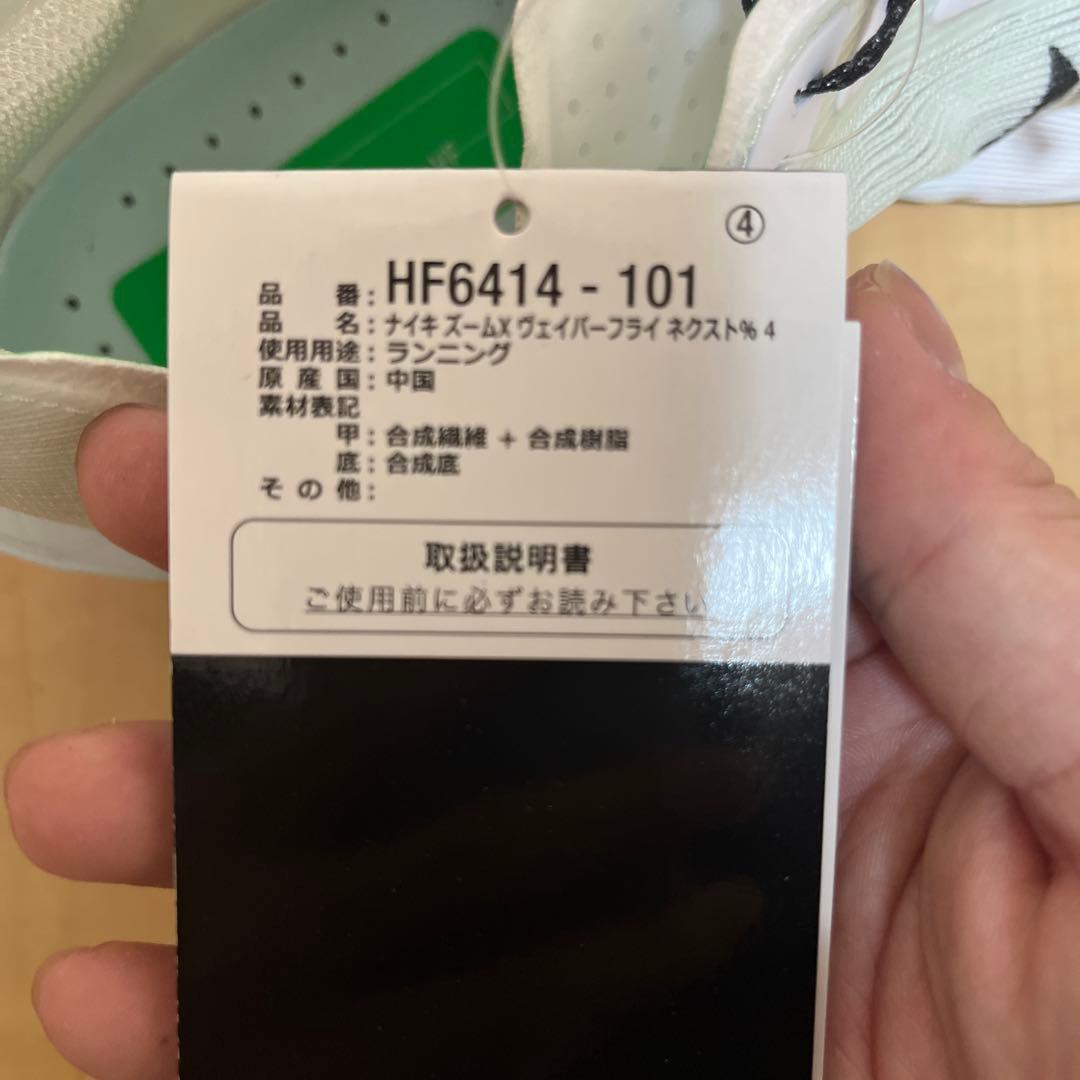 ④
品番：HF6414 - 101
品名：ナイキ ズームX ヴェイパーフライ ネクスト% 4
使用用途：ランニング
原産国：中国
素材表記
甲：合成繊維 + 合成樹脂
底：合成底
その他：
取扱説明書
ご使用前に必ずお読み下さい